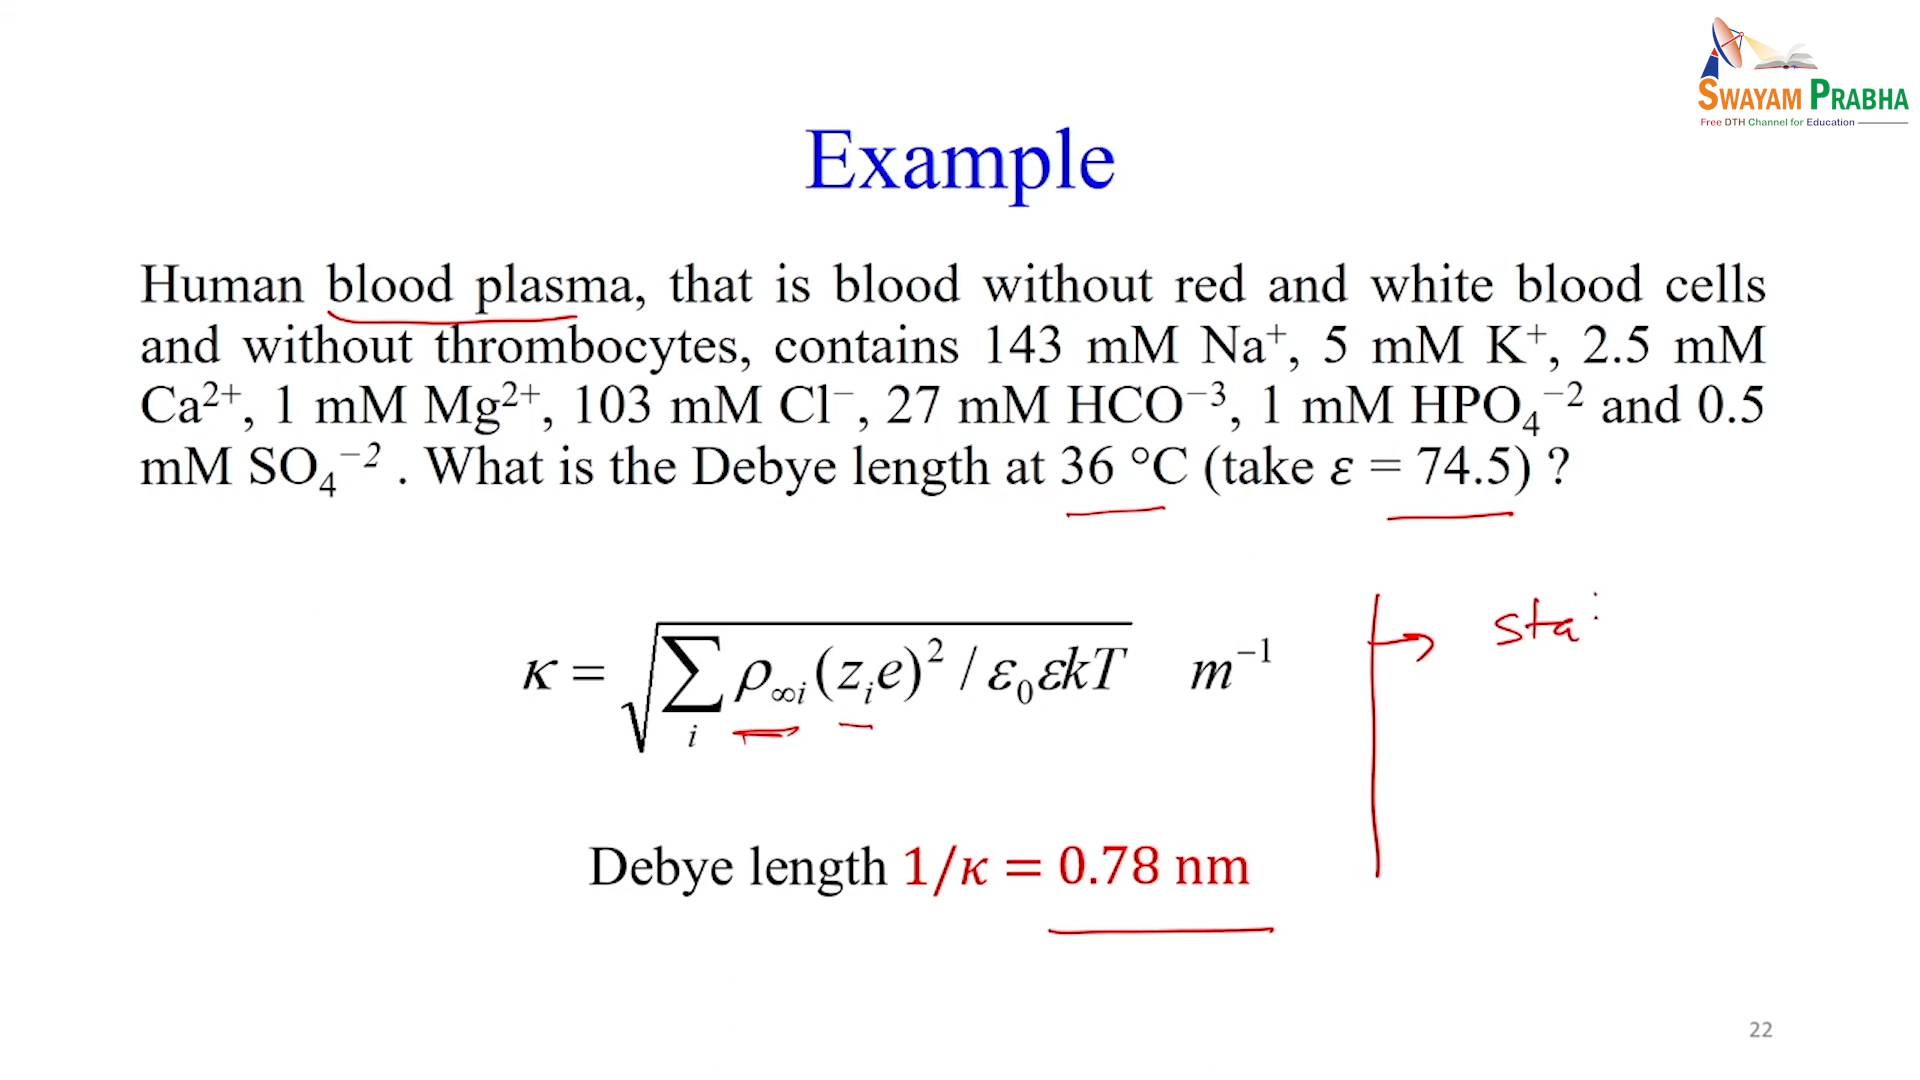 SWAYAM PRABHA
Free DTH Channel for Education
Example
Human blood plasma, that is blood without red and white blood cells
and without thrombocytes, contains 143 mM Na⁺, 5 mM K⁺, 2.5 mM
Ca²⁺, 1 mM Mg²⁺, 103 mM Cl⁻, 27 mM HCO⁻³, 1 mM HPO₄⁻² and 0.5
mM SO₄⁻² . What is the Debye length at 36 °C (take ε = 74.5) ?
κ = √(∑ᵢ ρ∞ᵢ(zᵢe)² / ε₀εkT) m⁻¹
sta
Debye length 1/κ = 0.78 nm
22